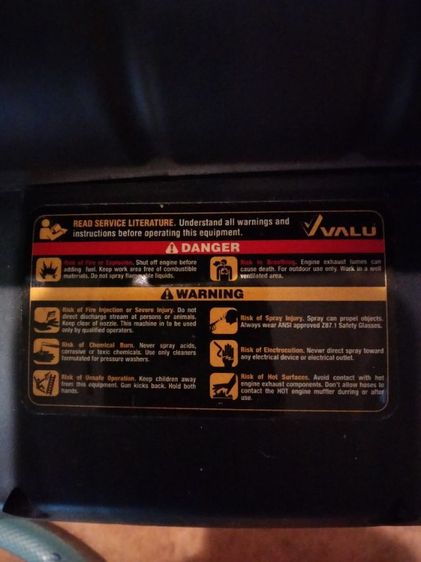 READ SERVICE LITERATURE. Understand all warnings and
instructions before operating this equipment.
VALU
DANGER
Risk of Fire or Explosion. Shut off engine before
adding fuel. Keep work area free of combustible
materials. Do not spray flammable liquids.
Risk to Breathing. Engine exhaust fumes can
cause death. For outdoor use only. Work in a well
ventilated area.
WARNING
Risk of Fire Injection or Severe Injury. Do not
direct discharge stream at persons or animals.
Keep clear of nozzle. This machine in to be used
only by qualified operators.
Risk of Spray Injury. Spray can propel objects.
Always wear ANSI approved Z87.1 Safety Glasses.
Risk of Chemical Burn. Never spray acids,
corrosive or toxic chemicals. Use only cleaners
formulated for pressure washers.
Risk of Electrocution. Never direct spray toward
any electrical device or electrical outlet.
Risk of Unsafe Operation. Keep children away
from this equipment. Gun kicks back. Hold both
hands.
Risk of Hot Surfaces. Avoid contact with hot
engine exhaust components. Don't allow hoses to
contact the HOT engine muffler durring or after
use.